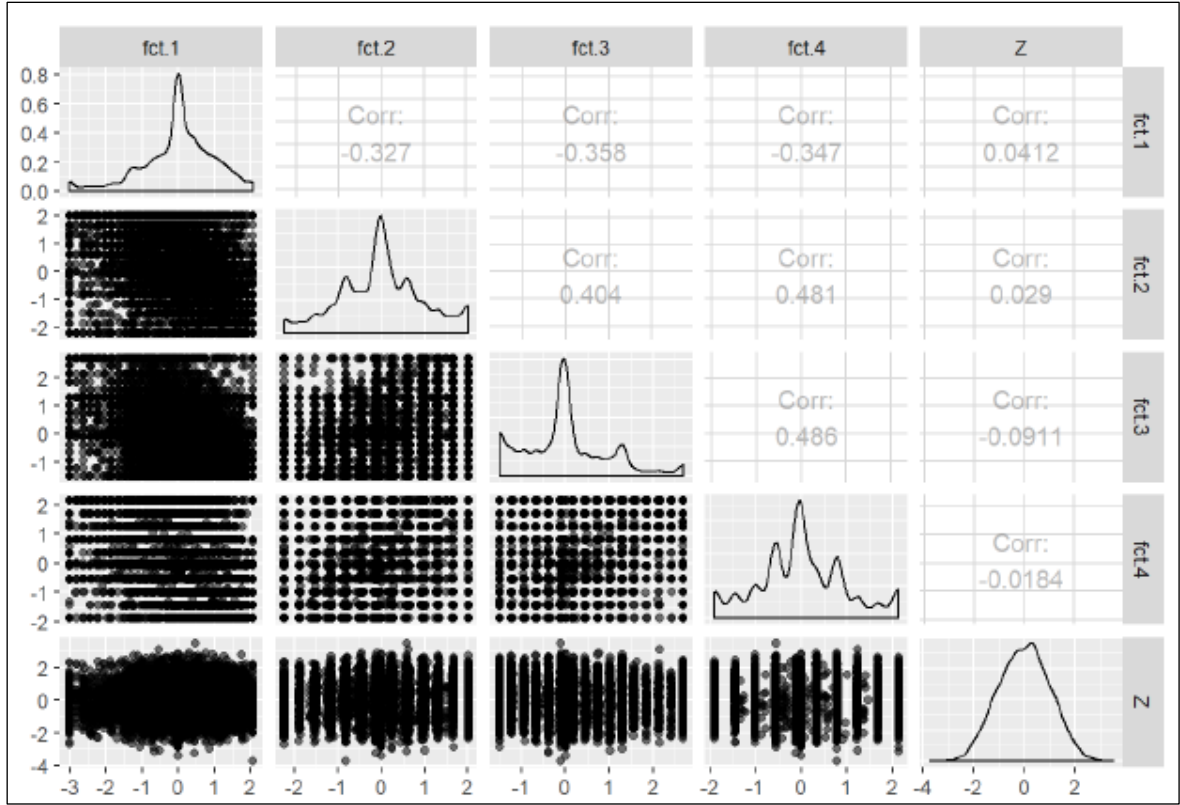 fct.1 fct.2 fct.3 fct.4 Z
0.8
0.6
0.4
0.2
0.0
Corr:
-0.327
Corr:
-0.358
Corr:
-0.347
Corr:
0.0412
fct.1
2
1
0
-1
-2
Corr:
0.404
Corr:
0.481
Corr:
0.029
fct.2
2
1
0
-1
Corr:
0.486
Corr:
-0.0911
fct.3
2
1
0
-1
-2
Corr:
-0.0184
fct.4
2
0
-2
-4
Z
-3 -2 -1 0 1 2
-2 -1 0 1 2
-1 0 1 2
-2 -1 0 1 2
-4 -2 0 2